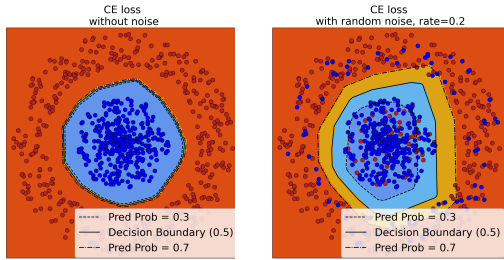 CE loss
without noise
Pred Prob = 0.3
Decision Boundary (0.5)
Pred Prob = 0.7
CE loss
with random noise, rate=0.2
Pred Prob = 0.3
Decision Boundary (0.5)
Pred Prob = 0.7